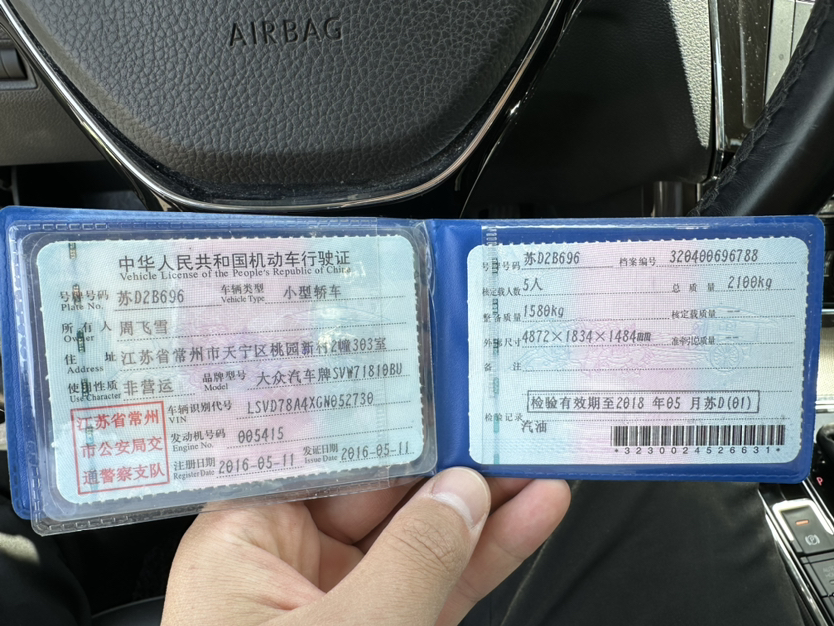 AIRBAG
中华人民共和国机动车行驶证
Vehicle License of the People's Republic of China
号牌号码 Plate No. 苏D2B696 车辆类型 Vehicle Type 小型轿车
所有人 Owner 周飞雪
住址 Address 江苏省常州市天宁区桃园新村2幢303室
使用性质 Use Character 非营运 品牌型号 Model 大众汽车牌SVW71810BU
江苏省常州
市公安局交
通警察支队
车辆识别代号 VIN LSVD78A4XGN052730
发动机号码 Engine No. 005415
注册日期 Register Date 2016-05-11 发证日期 Issue Date 2016-05-11
号牌号码 苏D2B696 档案编号 320400696788
核定载人数 5人 总质量 2100kg
整备质量 1580kg 核定载质量 --
外廓尺寸 4872×1834×1484mm 准牵引总质量 --
备注
检验有效期至2018 年05 月苏D(01)
检验记录
汽油
*3230024526631*